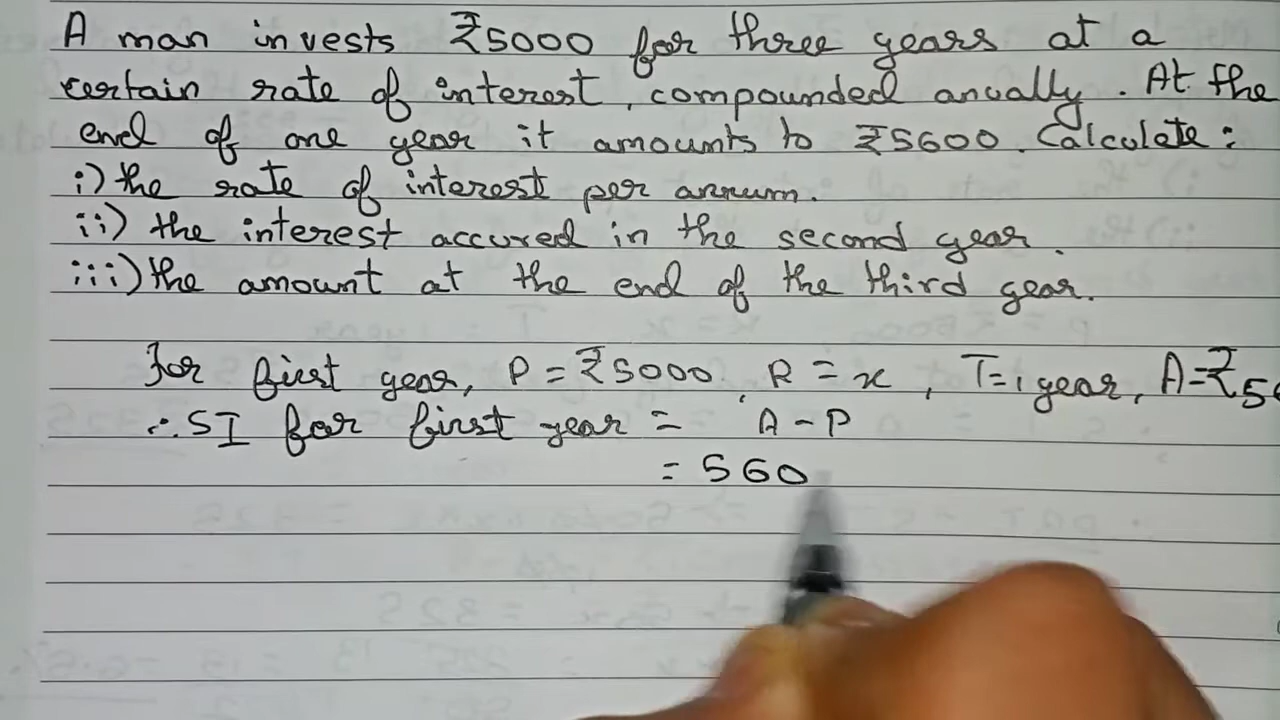 A man invests ₹5000 for three years at a
certain rate of interest, compounded anually. At the
end of one year it amounts to ₹5600. Calculate:
i) the rate of interest per annum.
ii) the interest accured in the second year.
iii) the amount at the end of the third year.
For first year, P = ₹5000, R = x, T=1 year, A=₹56
∴ SI for first year = A - P
= 560